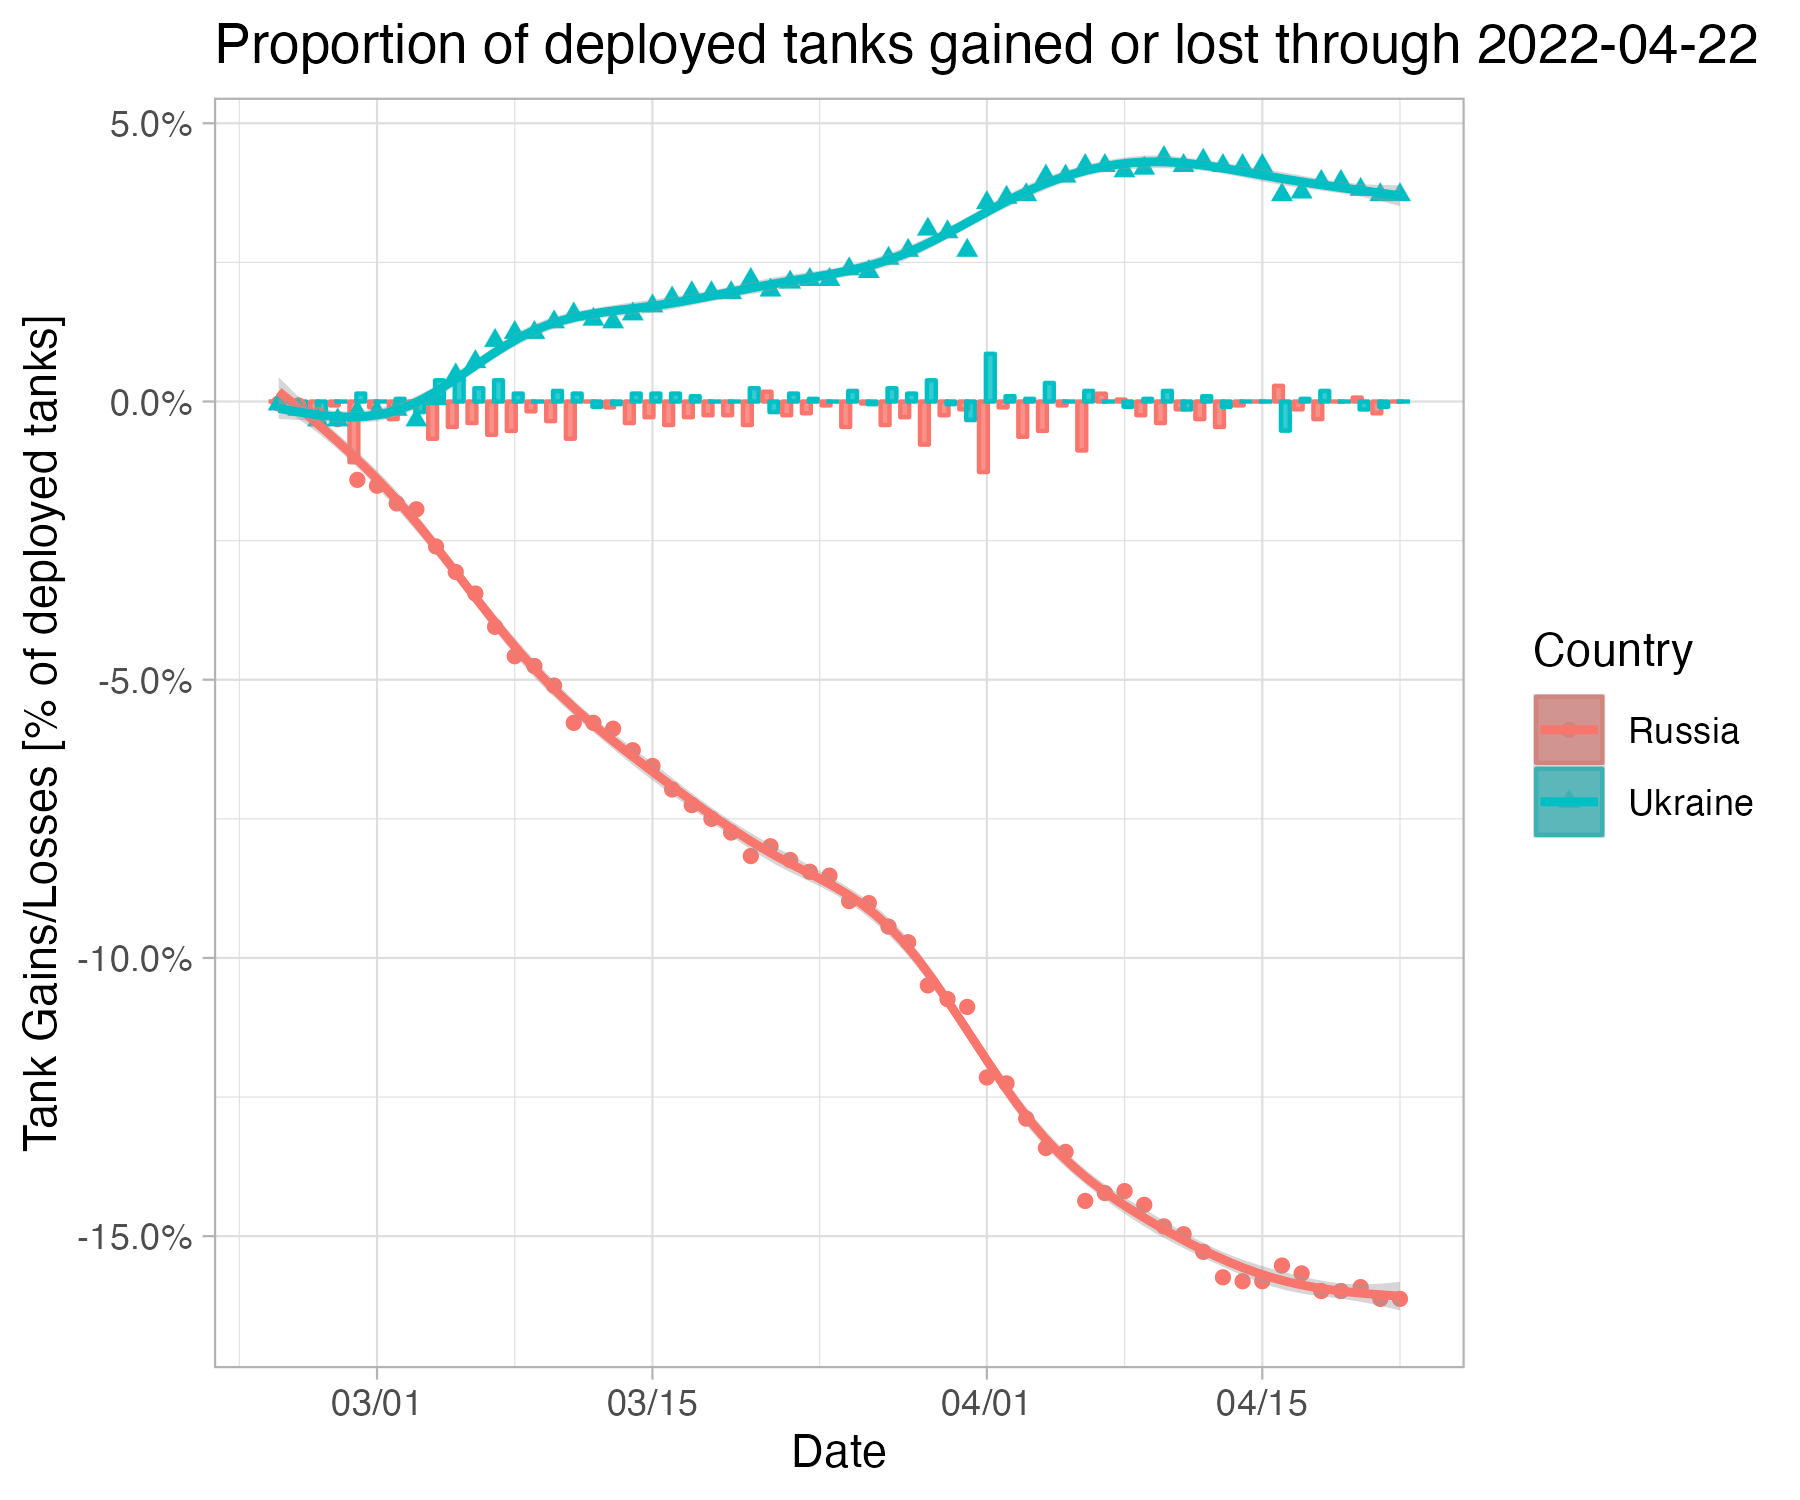 Proportion of deployed tanks gained or lost through 2022-04-22
Tank Gains/Losses [% of deployed tanks]
5.0%
0.0%
-5.0%
-10.0%
-15.0%
03/01
03/15
04/01
04/15
Date
Country
Russia
Ukraine